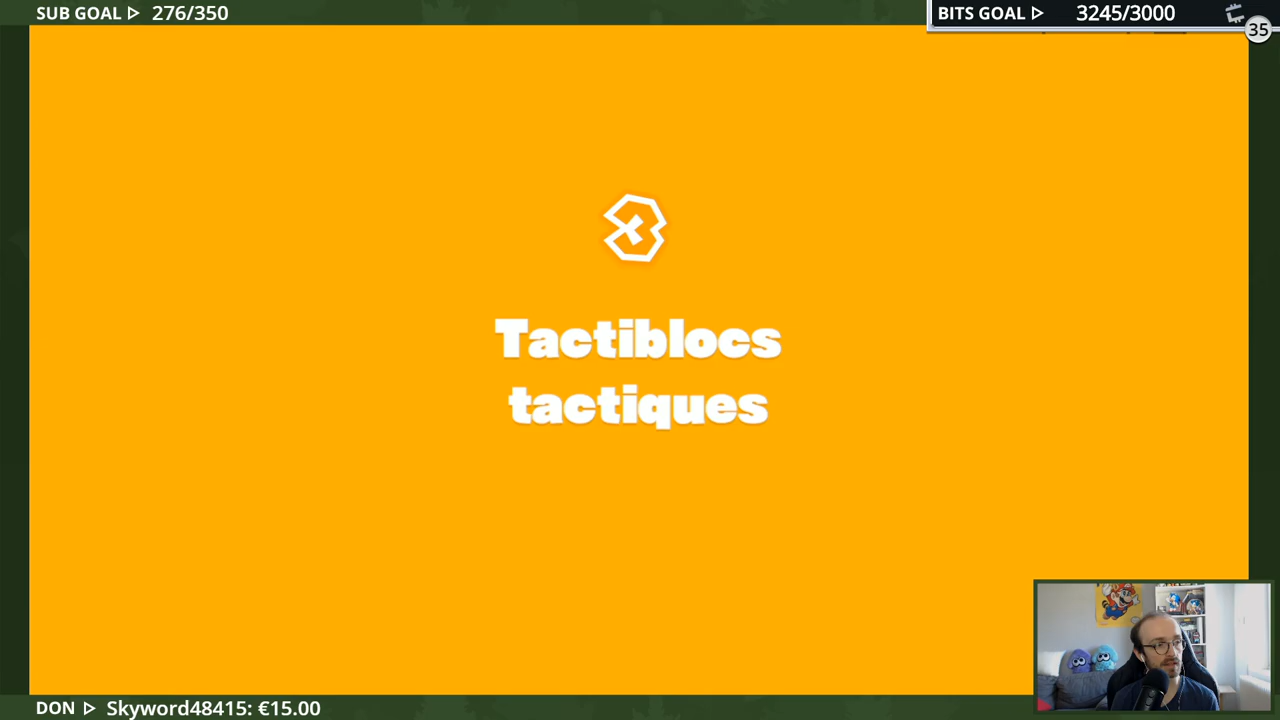 SUB GOAL ▷ 276/350
BITS GOAL ▷ 3245/3000
35
Tactiblocs
tactiques
DON ▷ Skyword48415: €15.00